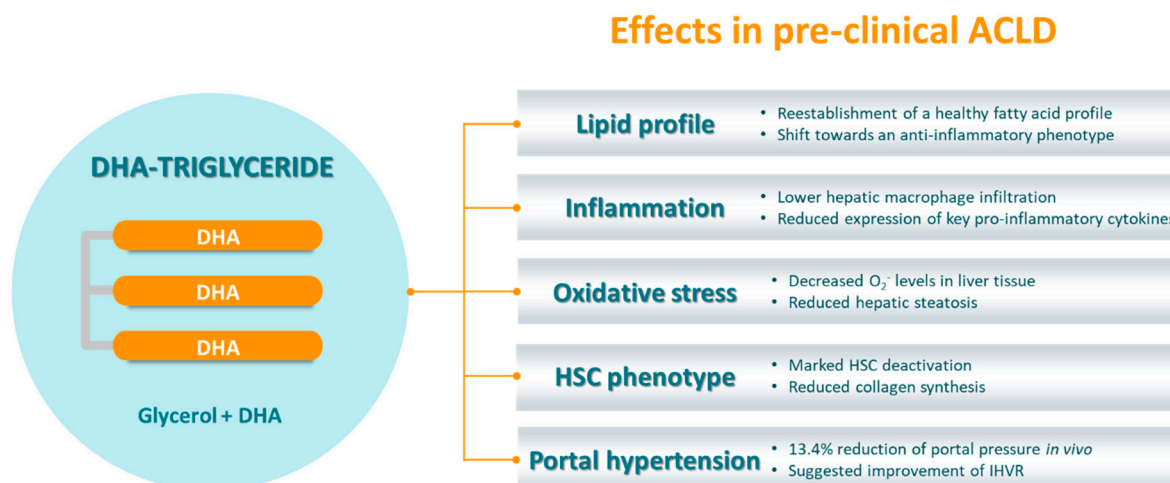 Effects in pre-clinical ACLD
DHA-TRIGLYCERIDE
DHA
DHA
DHA
Glycerol + DHA
Lipid profile
• Reestablishment of a healthy fatty acid profile
• Shift towards an anti-inflammatory phenotype
Inflammation
• Lower hepatic macrophage infiltration
• Reduced expression of key pro-inflammatory cytokines
Oxidative stress
• Decreased O₂⁻ levels in liver tissue
• Reduced hepatic steatosis
HSC phenotype
• Marked HSC deactivation
• Reduced collagen synthesis
Portal hypertension
• 13.4% reduction of portal pressure in vivo
• Suggested improvement of IHVR